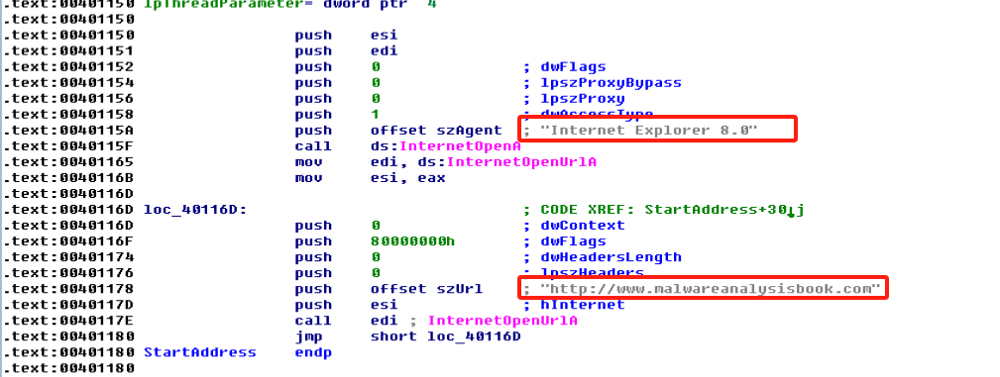 .text:00401150 lpThreadParameter= dword ptr  4
.text:00401150
.text:00401150 push esi
.text:00401151 push edi
.text:00401152 push 0 ; dwFlags
.text:00401154 push 0 ; lpszProxyBypass
.text:00401156 push 0 ; lpszProxy
.text:00401158 push 1 ; dwAccessType
.text:0040115A push offset szAgent ; "Internet Explorer 8.0"
.text:0040115F call ds:InternetOpenA
.text:00401165 mov edi, ds:InternetOpenUrlA
.text:0040116B mov esi, eax
.text:0040116D
.text:0040116D loc_40116D: ; CODE XREF: StartAddress+30↓j
.text:0040116D push 0 ; dwContext
.text:0040116F push 80000000h ; dwFlags
.text:00401174 push 0 ; dwHeadersLength
.text:00401176 push 0 ; lpszHeaders
.text:00401178 push offset szUrl ; "http://www.malwareanalysisbook.com"
.text:0040117D push esi ; hInternet
.text:0040117E call edi ; InternetOpenUrlA
.text:00401180 jmp short loc_40116D
.text:00401180 StartAddress endp
.text:00401180